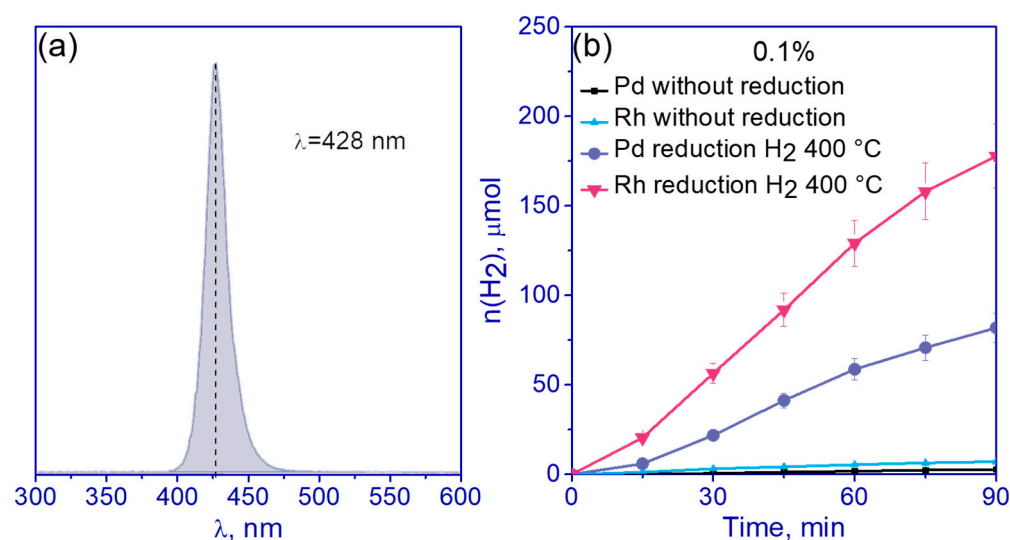 (a)
λ=428 nm
300 350 400 450 500 550 600
λ, nm
(b)
0.1%
Pd without reduction
Rh without reduction
Pd reduction H2 400 °C
Rh reduction H2 400 °C
250
200
150
100
50
0
n(H2), μmol
0 30 60 90
Time, min